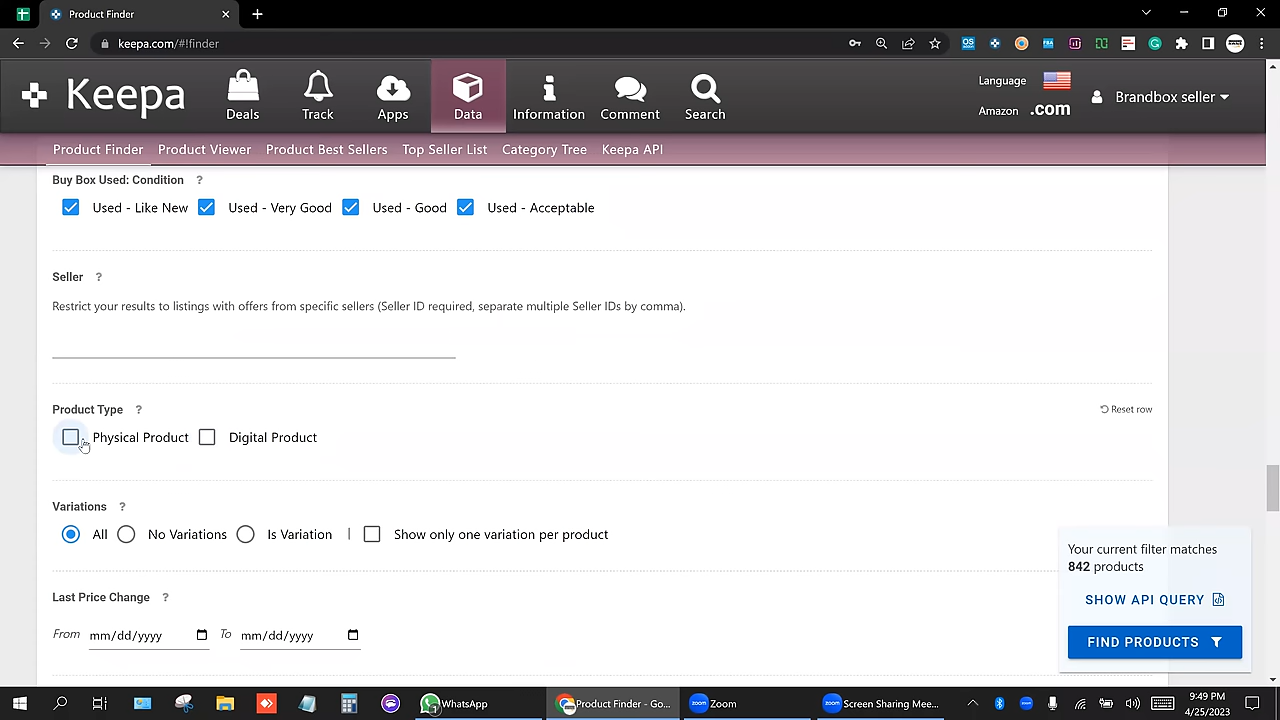 Product Finder
keepa.com/#!finder
Keepa
Deals
Track
Apps
Data
Information
Comment
Search
Language
Amazon .com
Brandbox seller
Product Finder
Product Viewer
Product Best Sellers
Top Seller List
Category Tree
Keepa API
Buy Box Used: Condition ?
Used - Like New
Used - Very Good
Used - Good
Used - Acceptable
Seller ?
Restrict your results to listings with offers from specific sellers (Seller ID required, separate multiple Seller IDs by comma).
Product Type ?
Reset row
Physical Product
Digital Product
Variations ?
All
No Variations
Is Variation
|
Show only one variation per product
Your current filter matches
842 products
SHOW API QUERY
FIND PRODUCTS
Last Price Change ?
From mm/dd/yyyy To mm/dd/yyyy
WhatsApp
Product Finder - Go...
zoom Zoom
zoom Screen Sharing Mee...
9:49 PM
4/25/2023